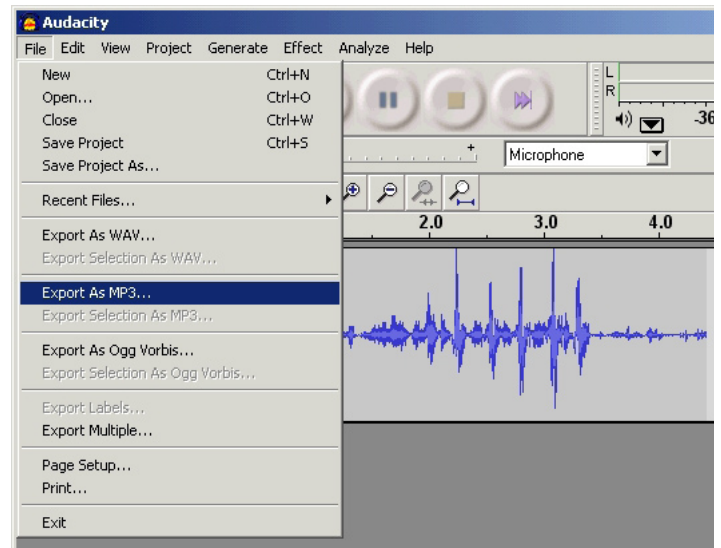 Audacity
File Edit View Project Generate Effect Analyze Help
New Ctrl+N
Open... Ctrl+O
Close Ctrl+W
Save Project Ctrl+S
Save Project As...
Recent Files...
Export As WAV...
Export Selection As WAV...
Export As MP3...
Export Selection As MP3...
Export As Ogg Vorbis...
Export Selection As Ogg Vorbis...
Export Labels...
Export Multiple...
Page Setup...
Print...
Exit
L
R
-36
Microphone
2.0 3.0 4.0